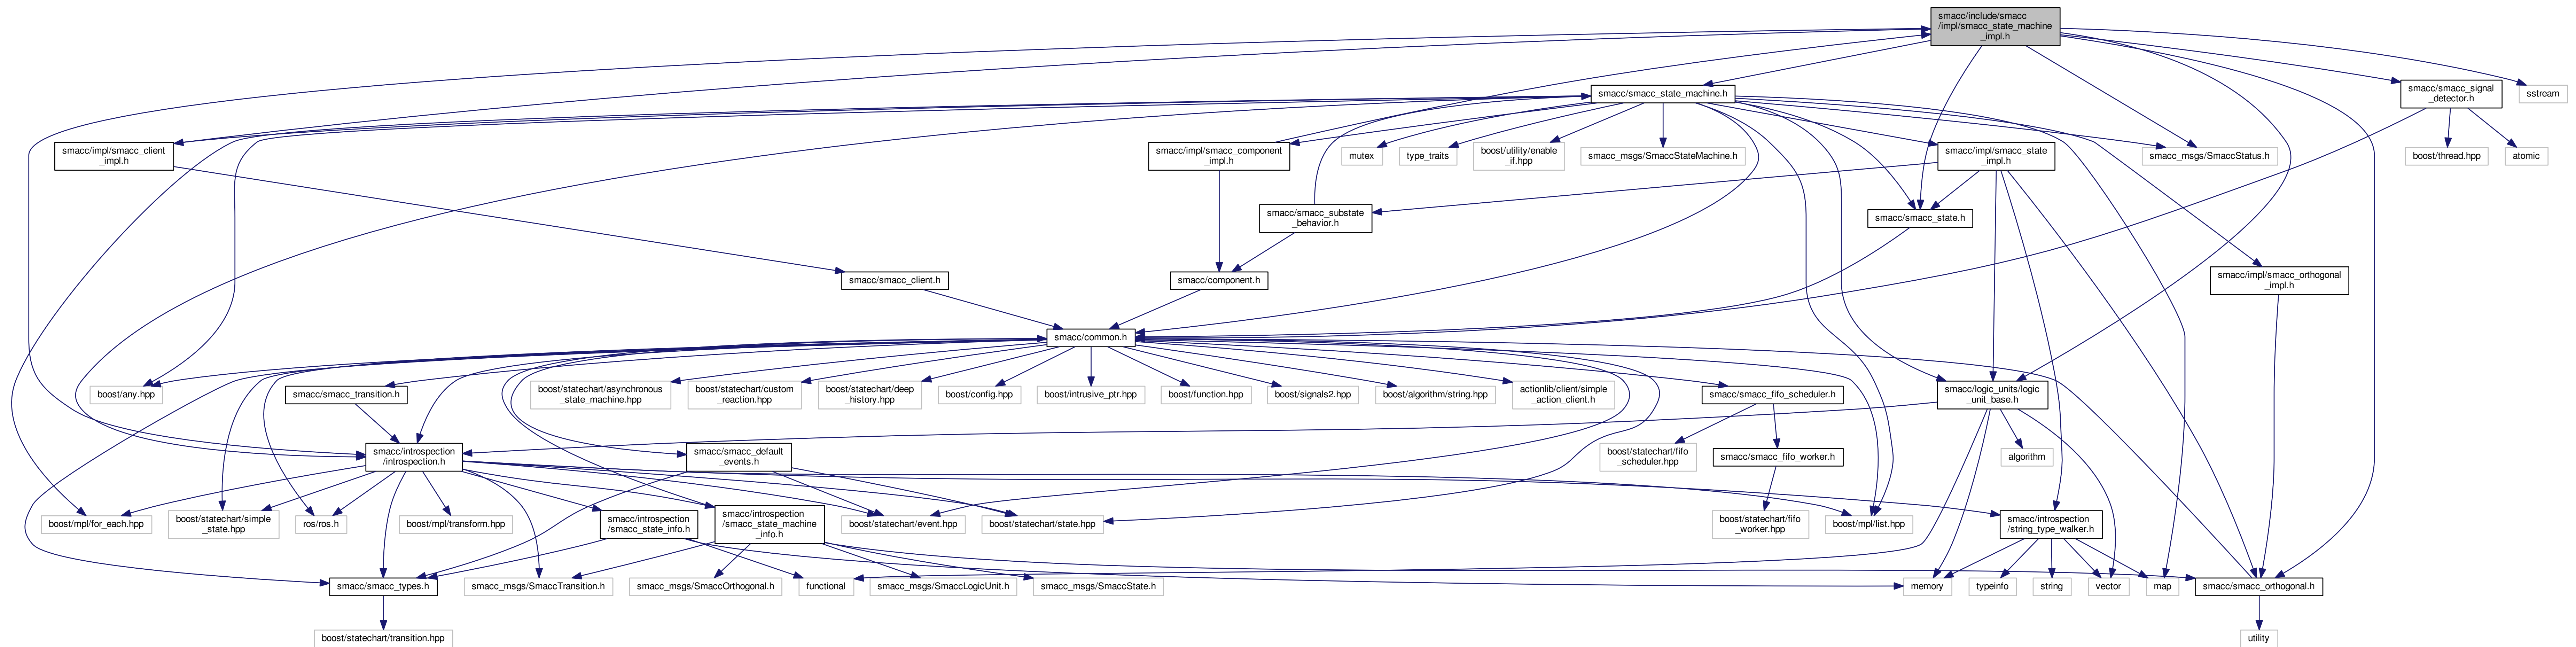 smacc/include/smacc
/impl/smacc_state_machine
_impl.h
smacc/smacc_state_machine.h
smacc/smacc_signal
_detector.h
sstream
smacc/impl/smacc_client
_impl.h
smacc/impl/smacc_component
_impl.h
mutex
type_traits
boost/utility/enable
_if.hpp
smacc_msgs/SmaccStateMachine.h
smacc/impl/smacc_state
_impl.h
smacc_msgs/SmaccStatus.h
boost/thread.hpp
atomic
smacc/smacc_substate
_behavior.h
smacc/smacc_state.h
smacc/smacc_client.h
smacc/component.h
smacc/impl/smacc_orthogonal
_impl.h
smacc/common.h
boost/any.hpp
smacc/smacc_transition.h
boost/statechart/asynchronous
_state_machine.hpp
boost/statechart/custom
_reaction.hpp
boost/statechart/deep
_history.hpp
boost/config.hpp
boost/intrusive_ptr.hpp
boost/function.hpp
boost/signals2.hpp
boost/algorithm/string.hpp
actionlib/client/simple
_action_client.h
smacc/smacc_fifo_scheduler.h
smacc/logic_units/logic
_unit_base.h
smacc/introspection
/introspection.h
smacc/smacc_default
_events.h
boost/statechart/fifo
_scheduler.hpp
smacc/smacc_fifo_worker.h
algorithm
boost/mpl/for_each.hpp
boost/statechart/simple
_state.hpp
ros/ros.h
boost/mpl/transform.hpp
smacc/introspection
/smacc_state_info.h
smacc/introspection
/smacc_state_machine
_info.h
boost/statechart/event.hpp
boost/statechart/state.hpp
boost/statechart/fifo
_worker.hpp
boost/mpl/list.hpp
smacc/introspection
/string_type_walker.h
smacc/smacc_types.h
smacc_msgs/SmaccTransition.h
smacc_msgs/SmaccOrthogonal.h
functional
smacc_msgs/SmaccLogicUnit.h
smacc_msgs/SmaccState.h
memory
typeinfo
string
vector
map
smacc/smacc_orthogonal.h
boost/statechart/transition.hpp
utility